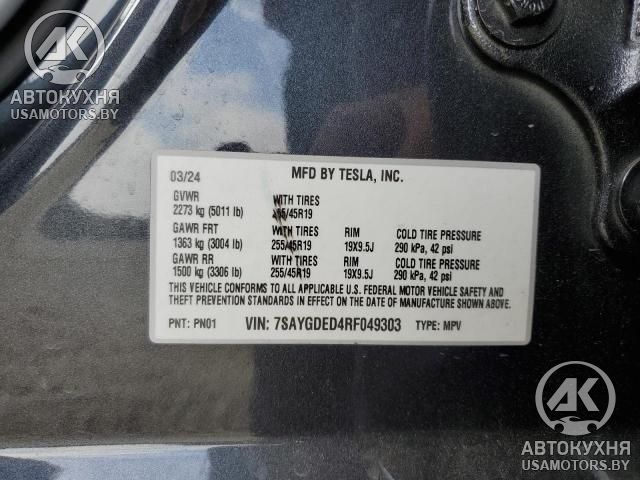 AK
АВТОКУХНЯ
USAMOTORS.BY
03/24
MFD BY TESLA, INC.
GVWR
2273 kg (5011 lb)
WITH TIRES
255/45R19
GAWR FRT
1363 kg (3004 lb)
WITH TIRES
255/45R19
RIM
19X9.5J
COLD TIRE PRESSURE
290 kPa, 42 psi
GAWR RR
1500 kg (3306 lb)
WITH TIRES
255/45R19
RIM
19X9.5J
COLD TIRE PRESSURE
290 kPa, 42 psi
THIS VEHICLE CONFORMS TO ALL APPLICABLE U.S. FEDERAL MOTOR VEHICLE SAFETY AND
THEFT PREVENTION STANDARDS IN EFFECT ON THE DATE OF MANUFACTURE SHOWN ABOVE.
PNT: PN01
VIN: 7SAYGDED4RF049303
TYPE: MPV
AK
АВТОКУХНЯ
USAMOTORS.BY